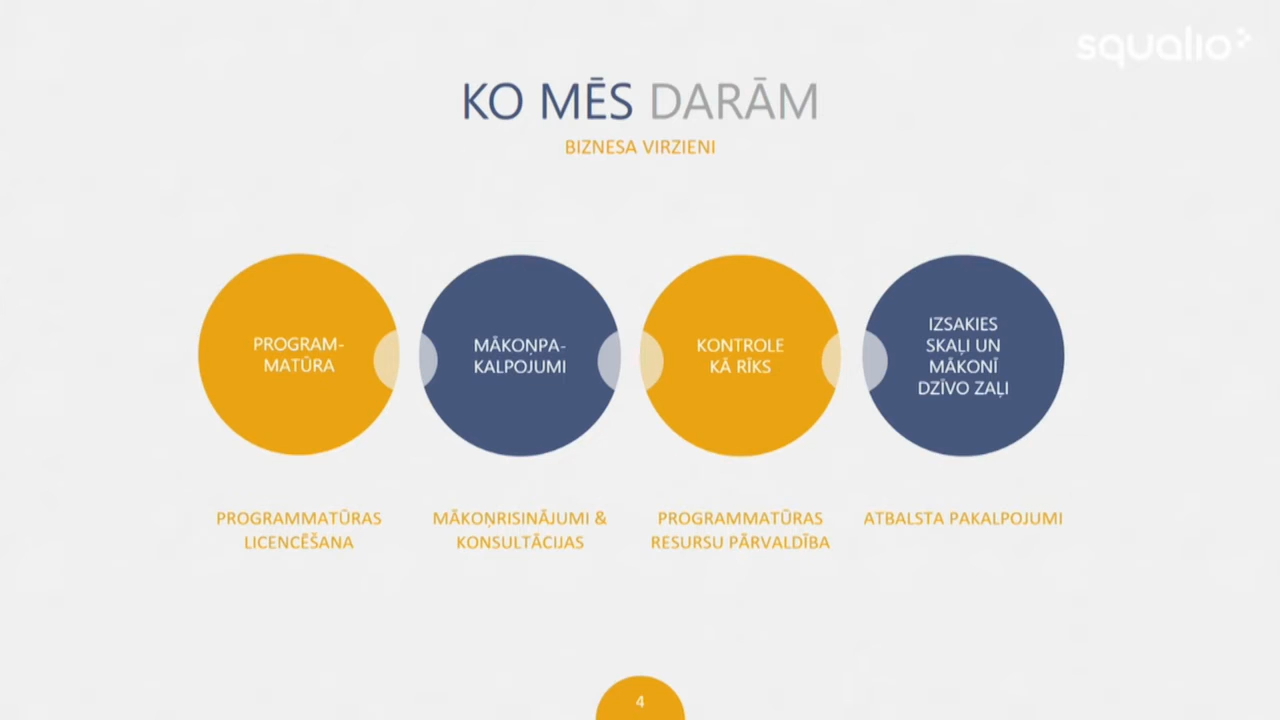 squalio
KO MĒS DARĀM
BIZNESA VIRZIENI
PROGRAM-
MATŪRA
MĀKOŅPA-
KALPOJUMI
KONTROLE
KĀ RĪKS
IZSAKIES
SKAĻI UN
MĀKONĪ
DZĪVO ZAĻI
PROGRAMMATŪRAS
LICENCĒŠANA
MĀKOŅRISINĀJUMI &
KONSULTĀCIJAS
PROGRAMMATŪRAS
RESURSU PĀRVALDĪBA
ATBALSTA PAKALPOJUMI
4